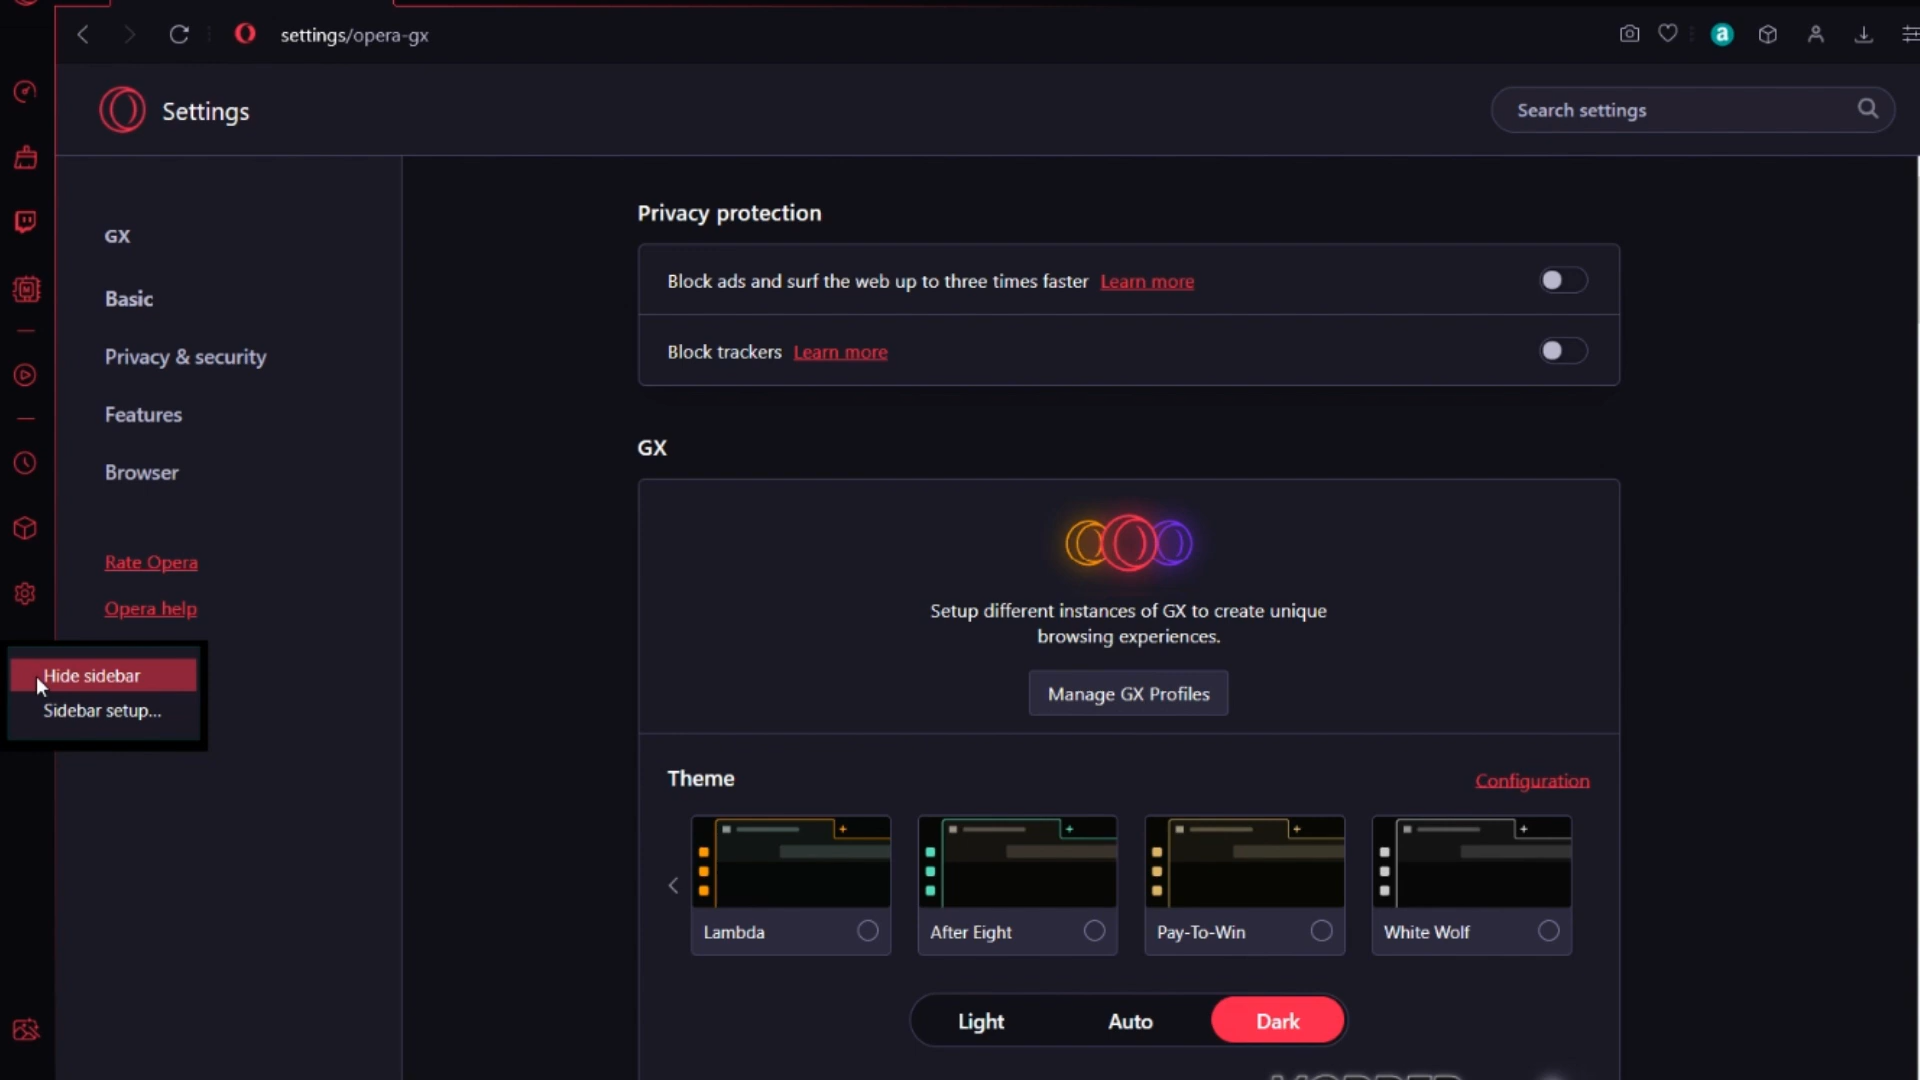 settings/opera-gx
a
Settings
Search settings
GX
Basic
Privacy & security
Features
Browser
Rate Opera
Opera help
Hide sidebar
Sidebar setup...
Privacy protection
Block ads and surf the web up to three times faster Learn more
Block trackers Learn more
GX
Setup different instances of GX to create unique
browsing experiences.
Manage GX Profiles
Theme
Configuration
Lambda
After Eight
Pay-To-Win
White Wolf
Light
Auto
Dark